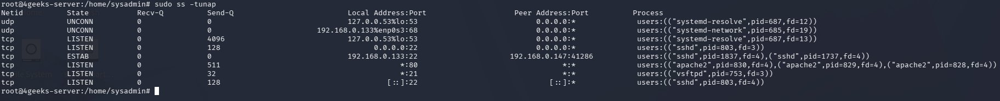 root@4geeks-server:/home/sysadmin# sudo ss -tunap
Netid State Recv-Q Send-Q Local Address:Port Peer Address:Port Process
udp UNCONN 0 0 127.0.0.53%lo:53 0.0.0.0:* users:(("systemd-resolve",pid=687,fd=12))
udp UNCONN 0 0 192.168.0.133%enp0s3:68 0.0.0.0:* users:(("systemd-network",pid=685,fd=19))
tcp LISTEN 0 4096 127.0.0.53%lo:53 0.0.0.0:* users:(("systemd-resolve",pid=687,fd=13))
tcp LISTEN 0 128 0.0.0.0:22 0.0.0.0:* users:(("sshd",pid=803,fd=3))
tcp ESTAB 0 0 192.168.0.133:22 192.168.0.147:41286 users:(("sshd",pid=1837,fd=4),("sshd",pid=1737,fd=4))
tcp LISTEN 0 511 *:80 *:* users:(("apache2",pid=830,fd=4),("apache2",pid=829,fd=4),("apache2",pid=828,fd=4))
tcp LISTEN 0 32 *:21 *:* users:(("vsftpd",pid=753,fd=3))
tcp LISTEN 0 128 [::]:22 [::]:* users:(("sshd",pid=803,fd=4))
root@4geeks-server:/home/sysadmin#